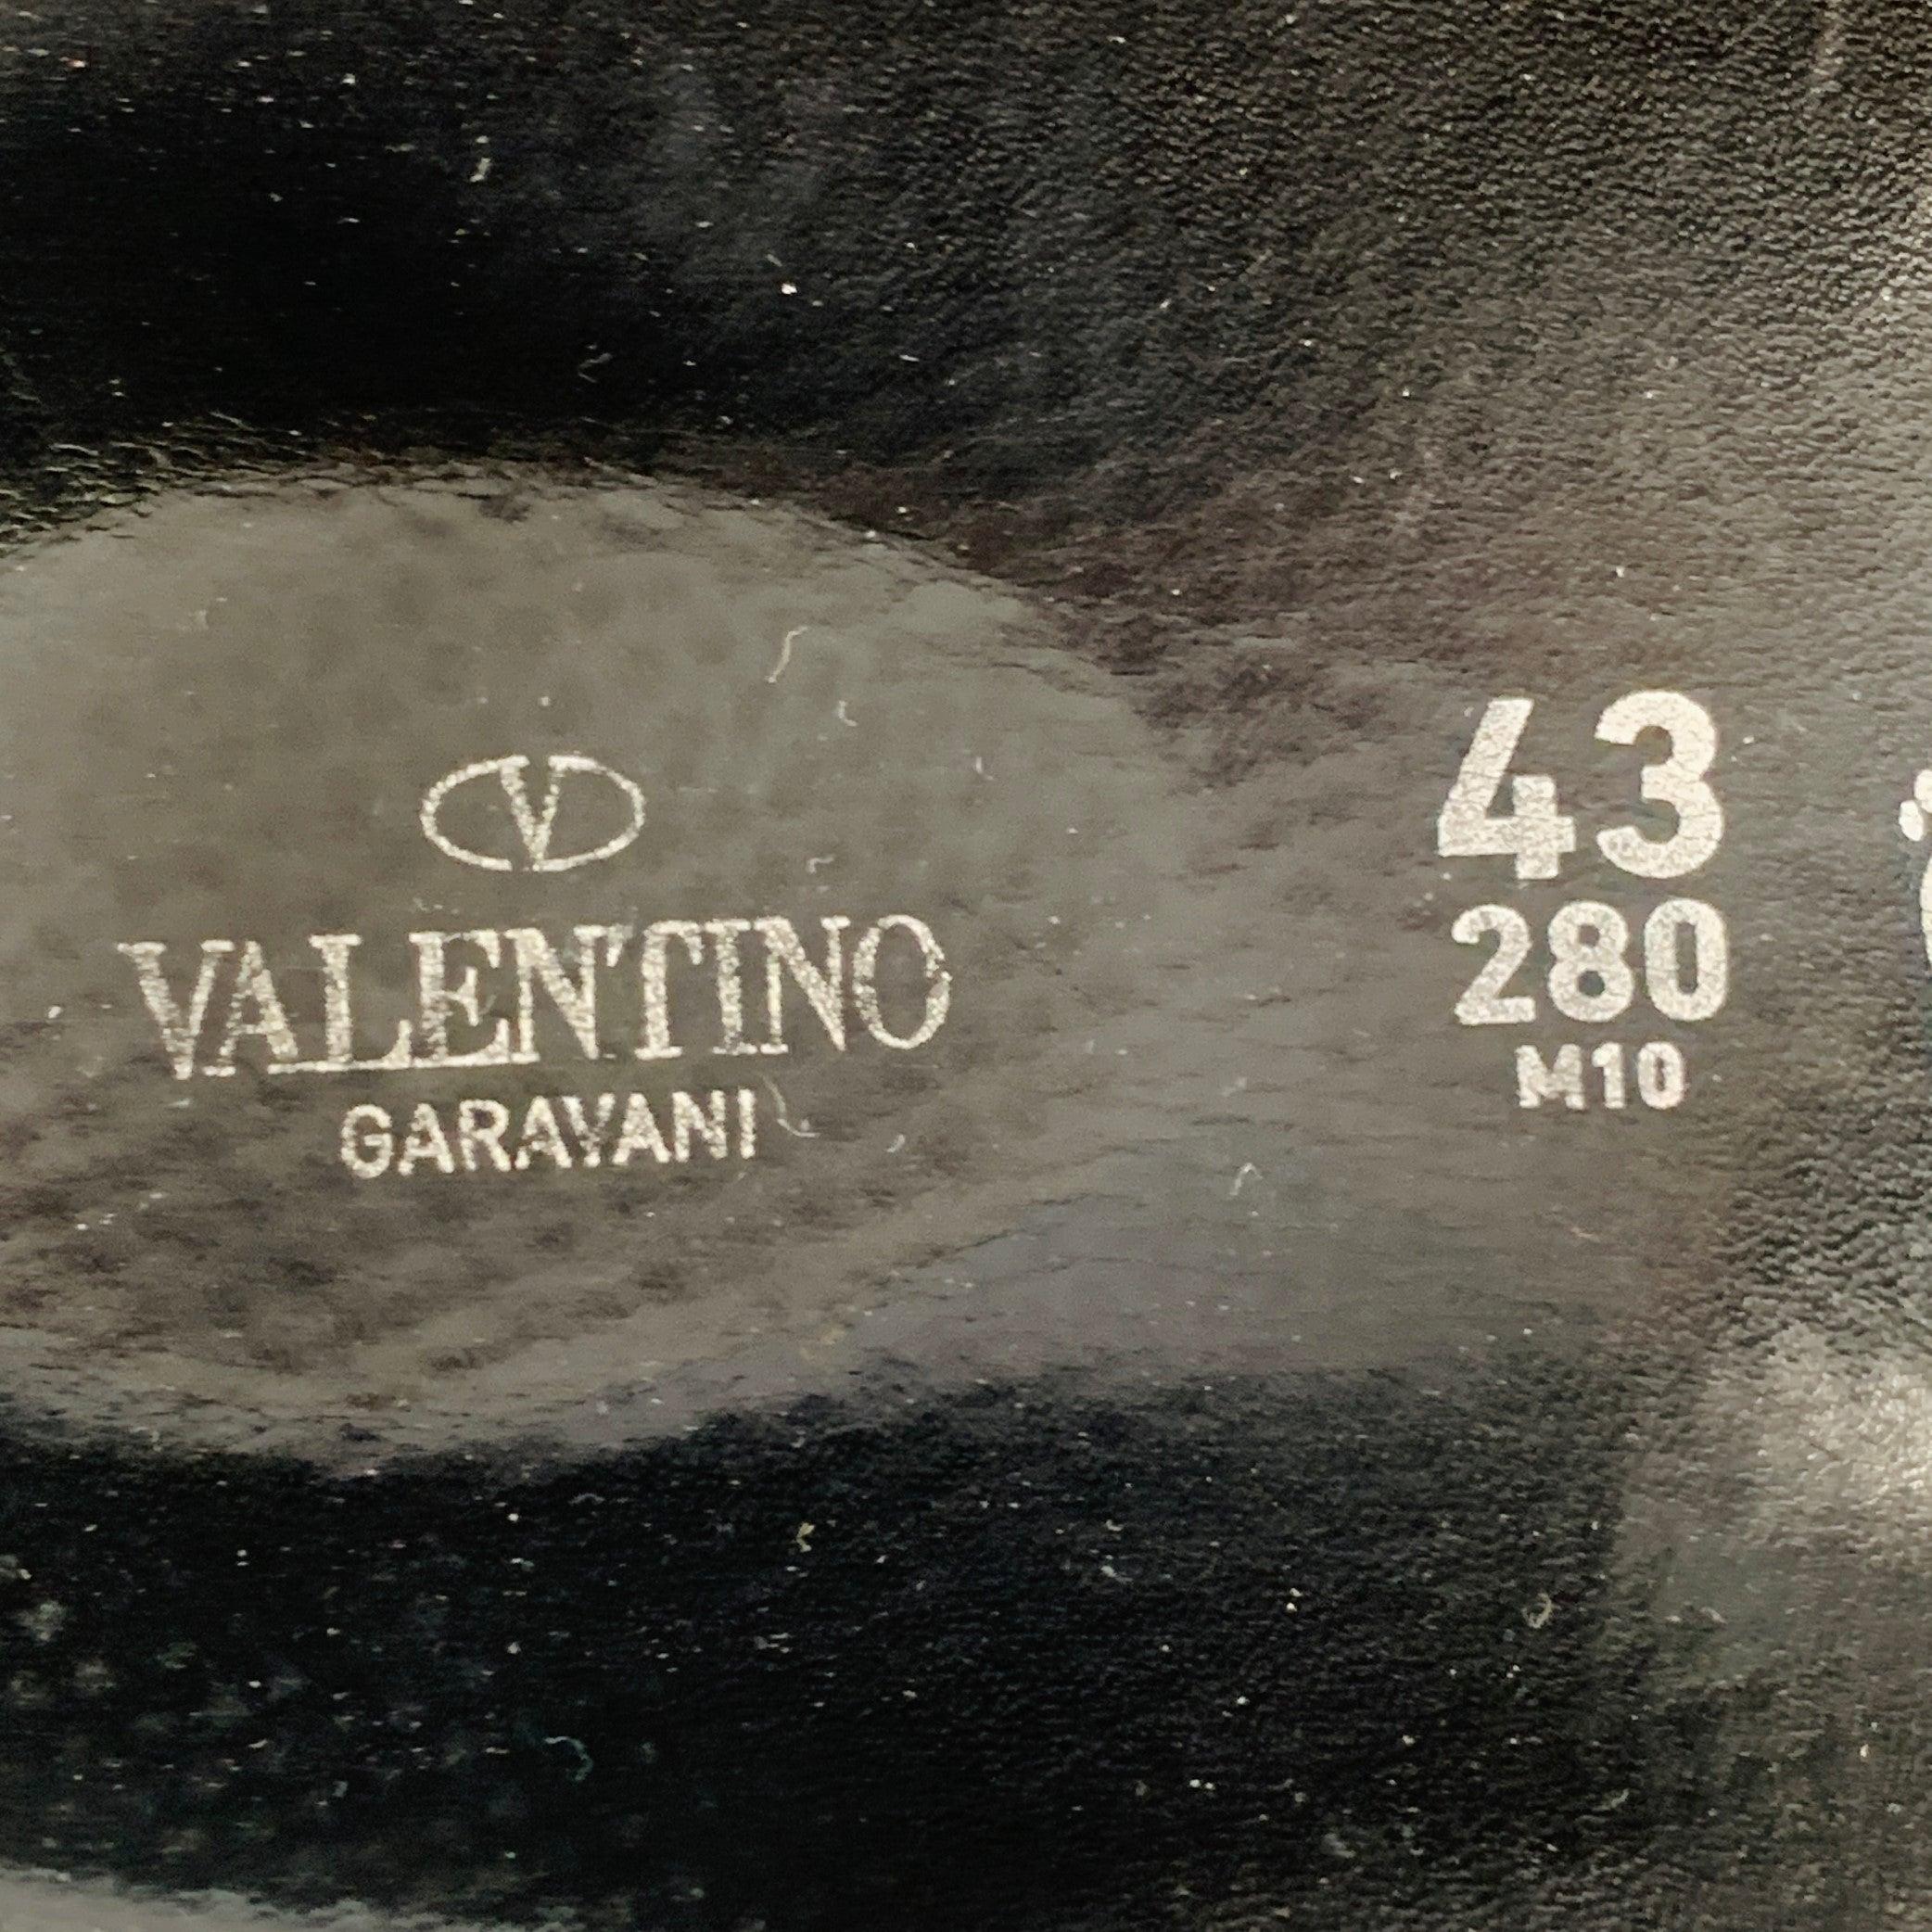 V
VALENTINO
GARAVANI
43
280
M10